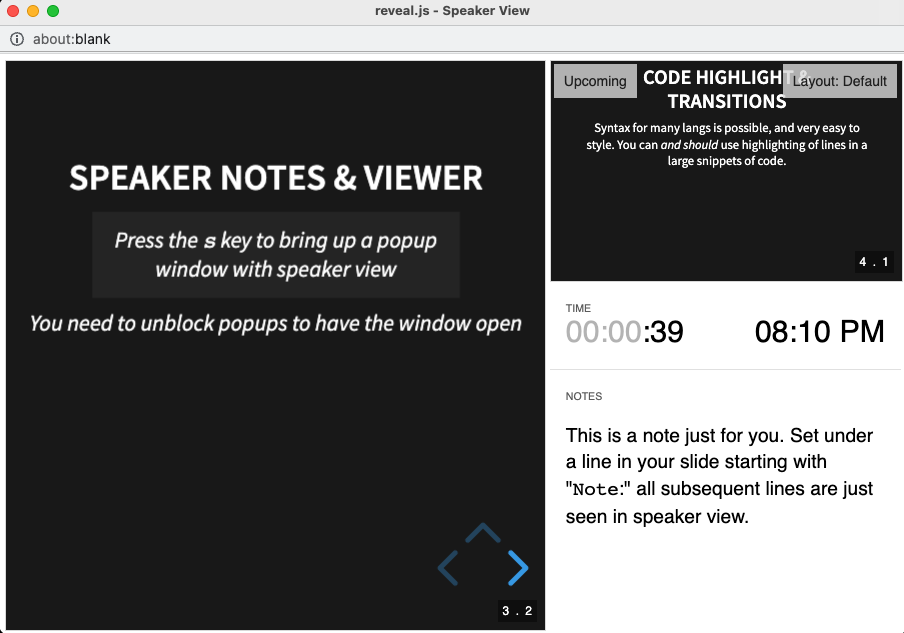 reveal.js - Speaker View
about:blank
SPEAKER NOTES & VIEWER
Press the s key to bring up a popup
window with speaker view
You need to unblock popups to have the window open
3 . 2
Upcoming
Layout: Default
CODE HIGHLIGHT &
TRANSITIONS
Syntax for many langs is possible, and very easy to
style. You can and should use highlighting of lines in a
large snippets of code.
4 . 1
TIME
00:00:39 08:10 PM
NOTES
This is a note just for you. Set under
a line in your slide starting with
"Note:" all subsequent lines are just
seen in speaker view.